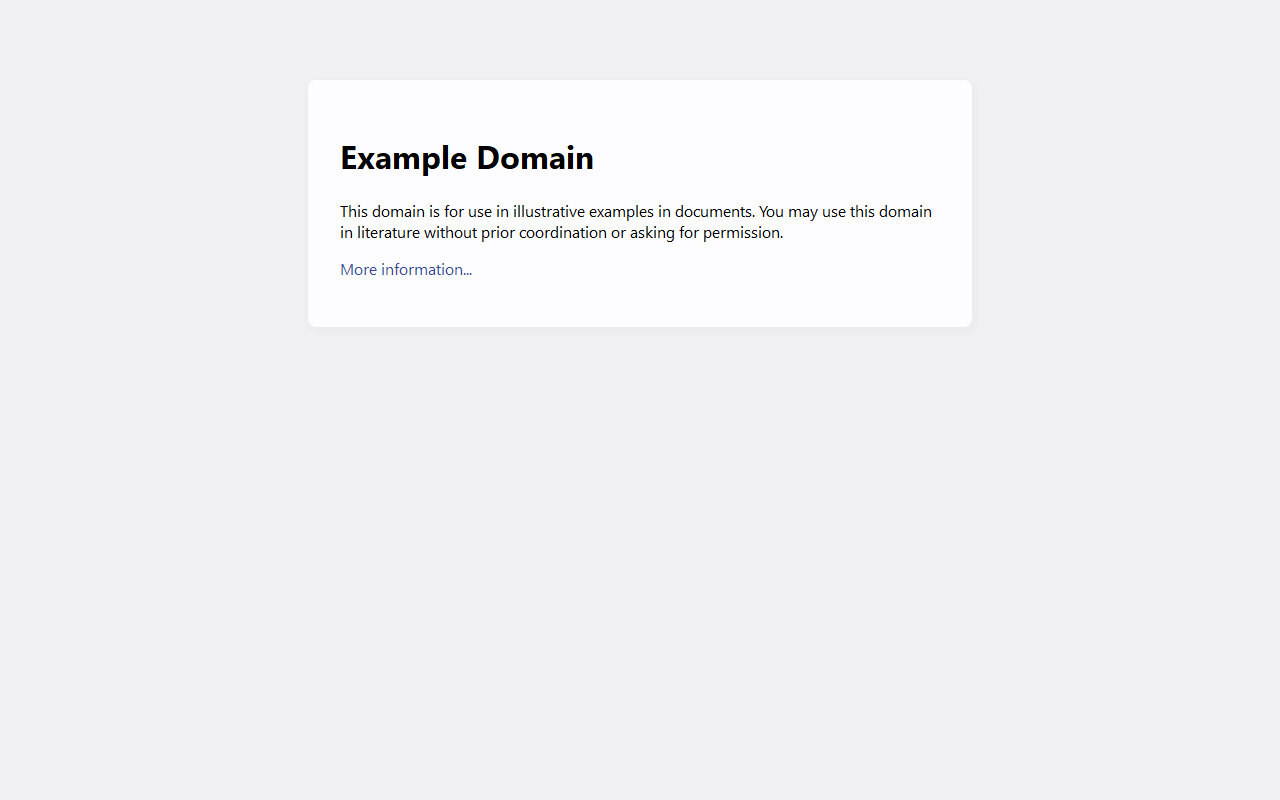 Example Domain
This domain is for use in illustrative examples in documents. You may use this domain
in literature without prior coordination or asking for permission.
More information...